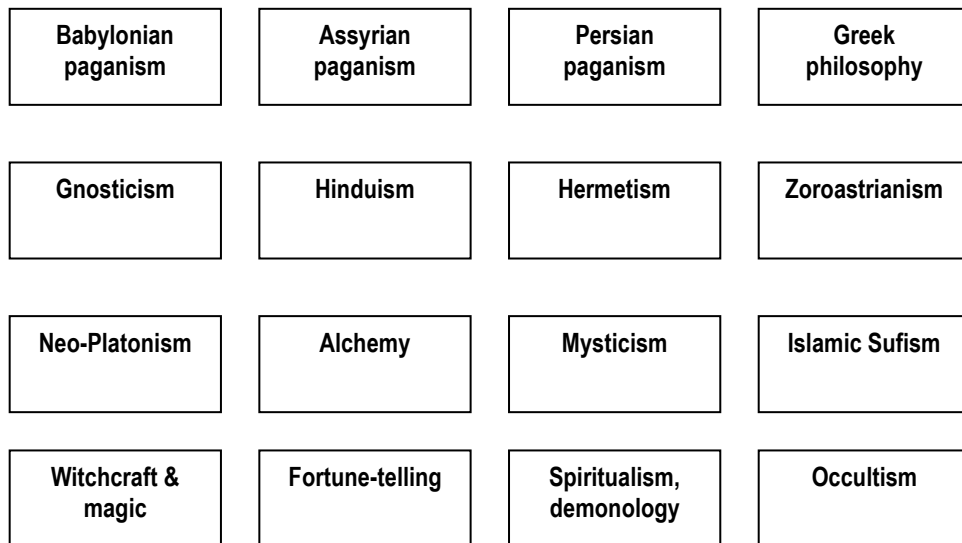 Babylonian
paganism
Assyrian
paganism
Persian
paganism
Greek
philosophy
Gnosticism
Hinduism
Hermetism
Zoroastrianism
Neo-Platonism
Alchemy
Mysticism
Islamic Sufism
Witchcraft &
magic
Fortune-telling
Spiritualism,
demonology
Occultism